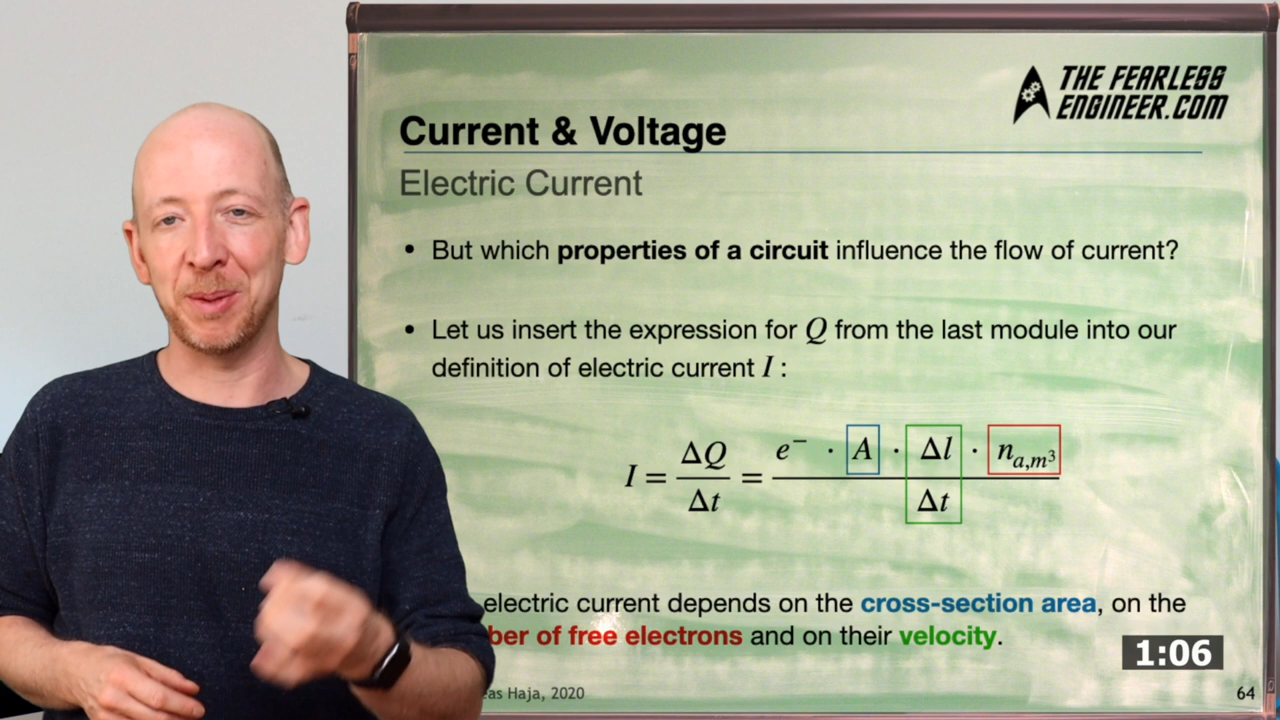 THE FEARLESS
ENGINEER.COM
Current & Voltage
Electric Current
• But which properties of a circuit influence the flow of current?
• Let us insert the expression for Q from the last module into our
definition of electric current I :
I = ΔQ / Δt = e⁻ · A · Δl · n_{a,m³} / Δt
electric current depends on the cross-section area, on the
ber of free electrons and on their velocity.
1:06
eas Haja, 2020
64